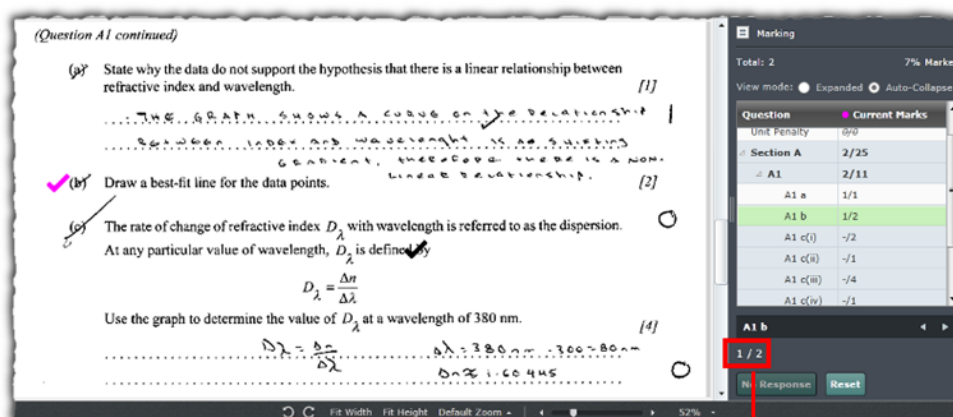 (Question A1 continued)
(a) State why the data do not support the hypothesis that there is a linear relationship between
refractive index and wavelength. [1]
THE GRAPH SHOWS A CURVE ON the RELATIONSHIP 1
BETWEEN INDEX AND WAVELENGHT IS AS SHIFTING
GRADIENT, THEREFORE THERE IS A NON.
LINEAR RELATIONSHIP.
(b) Draw a best-fit line for the data points. [2]
0
(c) The rate of change of refractive index Dλ with wavelength is referred to as the dispersion.
At any particular value of wavelength, Dλ is defined by
Dλ = Δn/Δλ
Use the graph to determine the value of Dλ at a wavelength of 380 nm. [4]
Dλ = Δn/Δλ Δλ = 380nm - 300 = 80nm
Δn ≈ 1.60445 0
Marking
Total: 2 7% Marke
View mode: Expanded Auto-Collapse
Question Current Marks
Unit Penalty 0/0
Section A 2/25
A1 2/11
A1 a 1/1
A1 b 1/2
A1 c(i) -/2
A1 c(ii) -/1
A1 c(iii) -/4
A1 c(iv) -/1
A1 b
1 / 2
No Response Reset
Fit Width Fit Height Default Zoom 52%